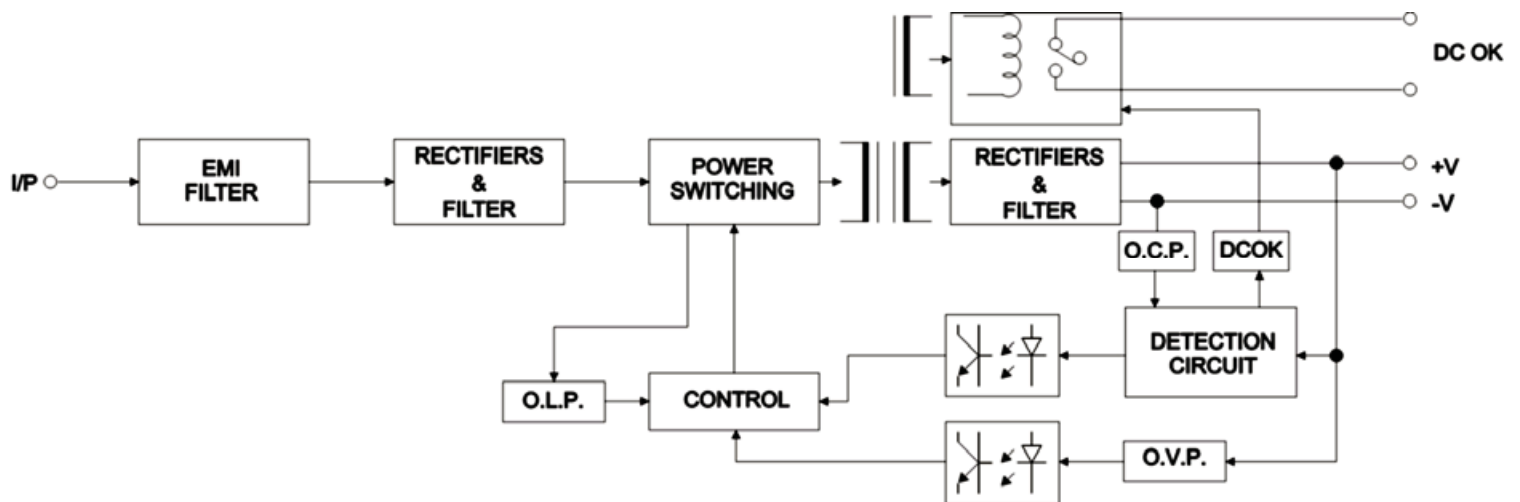 DC OK
I/P
EMI
FILTER
RECTIFIERS
&
FILTER
POWER
SWITCHING
RECTIFIERS
&
FILTER
+V
-V
O.C.P.
DCOK
DETECTION
CIRCUIT
O.L.P.
CONTROL
O.V.P.